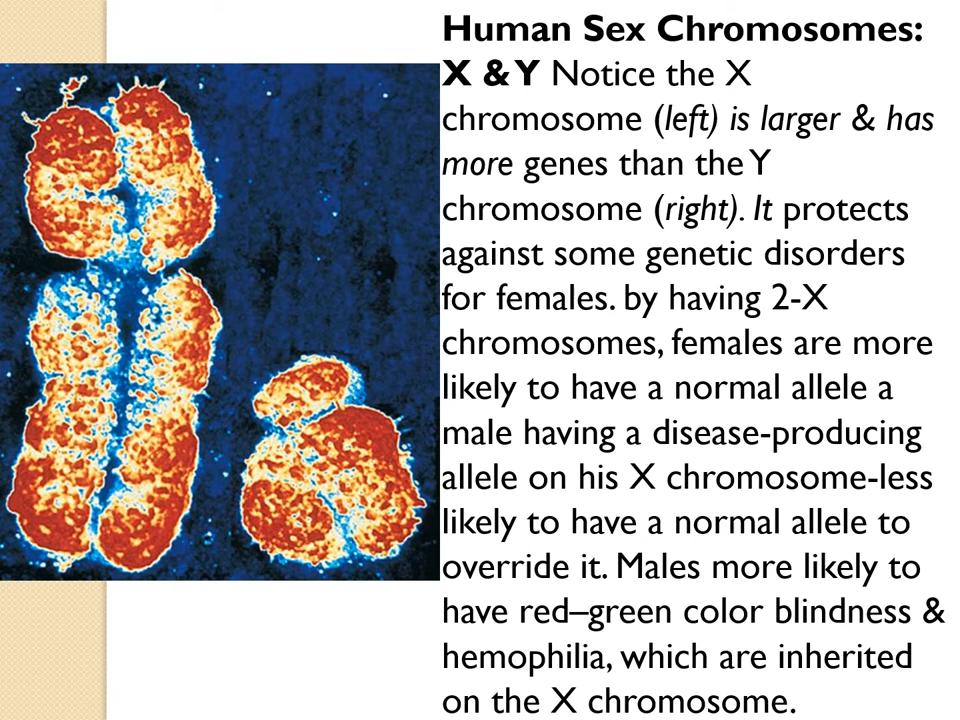 Human Sex Chromosomes:
X & Y Notice the X
chromosome (left) is larger & has
more genes than the Y
chromosome (right). It protects
against some genetic disorders
for females. by having 2-X
chromosomes, females are more
likely to have a normal allele a
male having a disease-producing
allele on his X chromosome-less
likely to have a normal allele to
override it. Males more likely to
have red–green color blindness &
hemophilia, which are inherited
on the X chromosome.